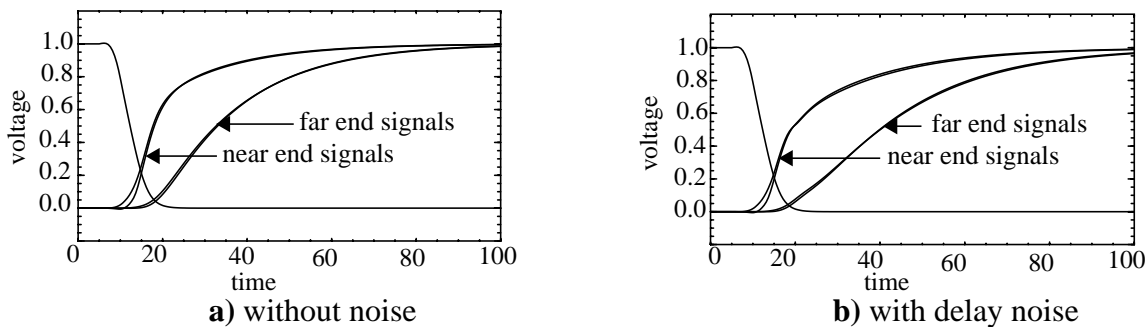 1.0
0.8
0.6
0.4
0.2
0.0
voltage
far end signals
near end signals
0 20 40 60 80 100
time
a) without noise
1.0
0.8
0.6
0.4
0.2
0.0
voltage
far end signals
near end signals
0 20 40 60 80 100
time
b) with delay noise